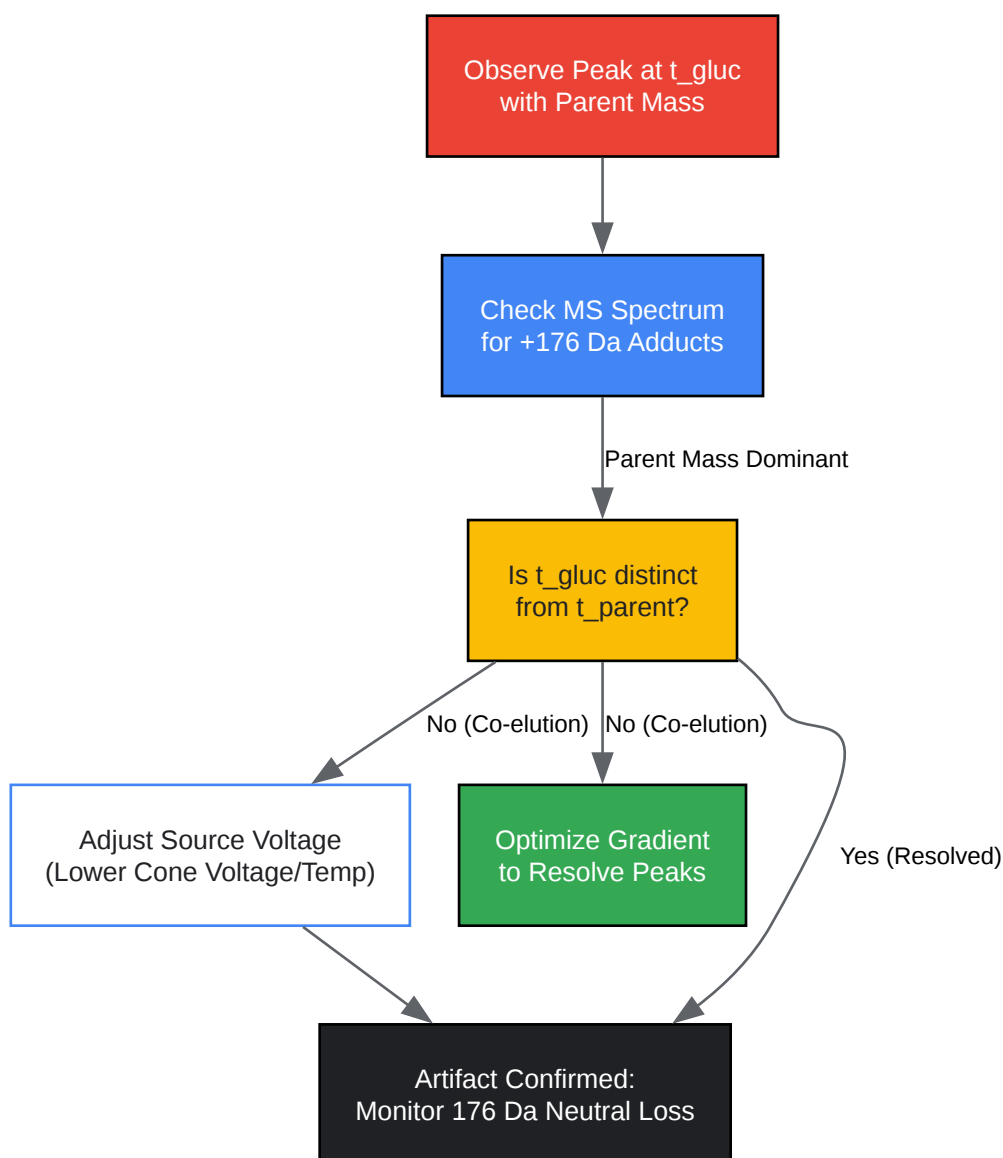 Observe Peak at t_gluc
with Parent Mass
Check MS Spectrum
for +176 Da Adducts
Parent Mass Dominant
Is t_gluc distinct
from t_parent?
No (Co-elution)
No (Co-elution)
Yes (Resolved)
Adjust Source Voltage
(Lower Cone Voltage/Temp)
Optimize Gradient
to Resolve Peaks
Artifact Confirmed:
Monitor 176 Da Neutral Loss